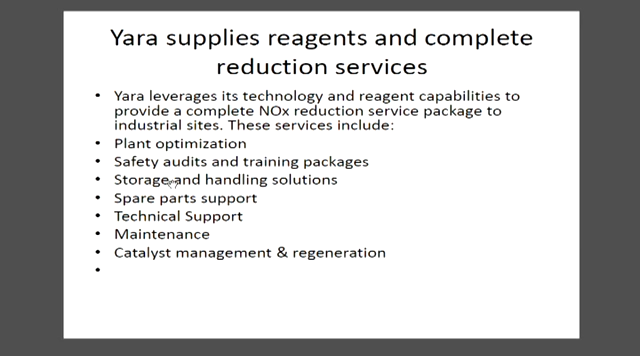 Yara supplies reagents and complete
reduction services
• Yara leverages its technology and reagent capabilities to
provide a complete NOx reduction service package to
industrial sites. These services include:
• Plant optimization
• Safety audits and training packages
• Storage and handling solutions
• Spare parts support
• Technical Support
• Maintenance
• Catalyst management & regeneration
•